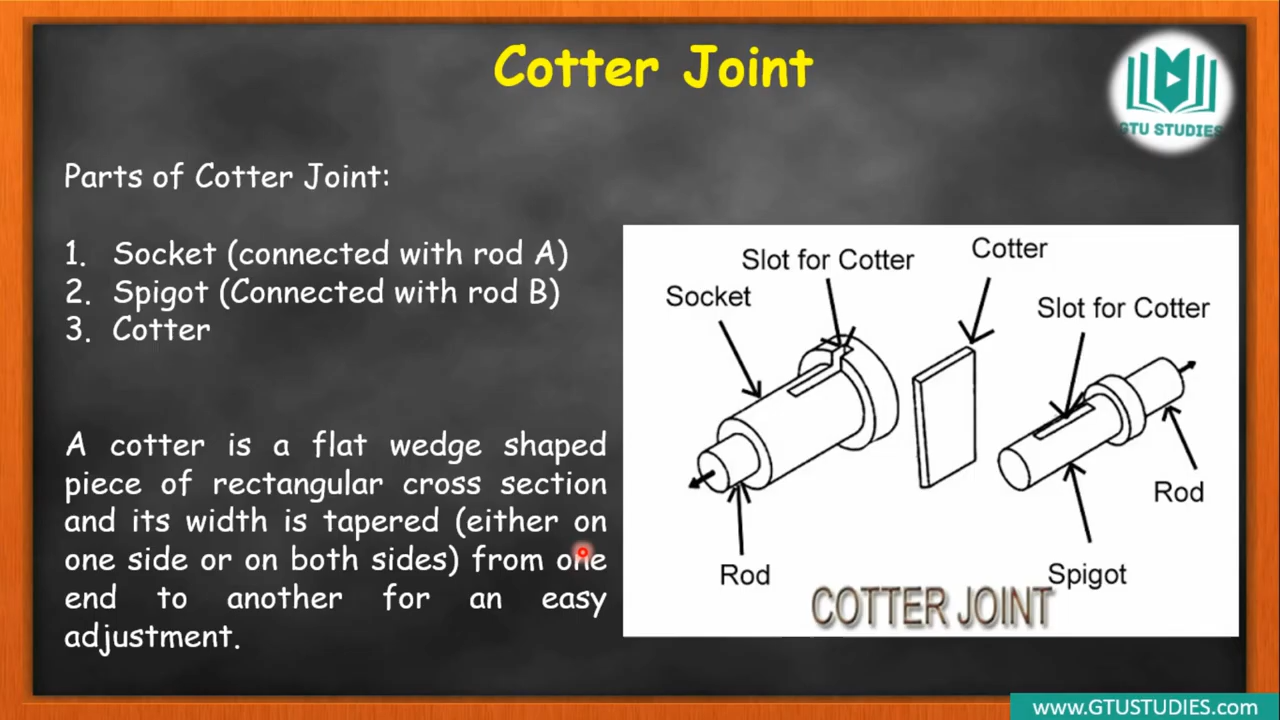 Cotter Joint
GTU STUDIES
Parts of Cotter Joint:
1. Socket (connected with rod A)
2. Spigot (Connected with rod B)
3. Cotter
A cotter is a flat wedge shaped
piece of rectangular cross section
and its width is tapered (either on
one side or on both sides) from one
end to another for an easy
adjustment.
Cotter
Slot for Cotter
Socket
Slot for Cotter
Rod
Rod
Spigot
COTTER JOINT
www.GTUSTUDIES.com